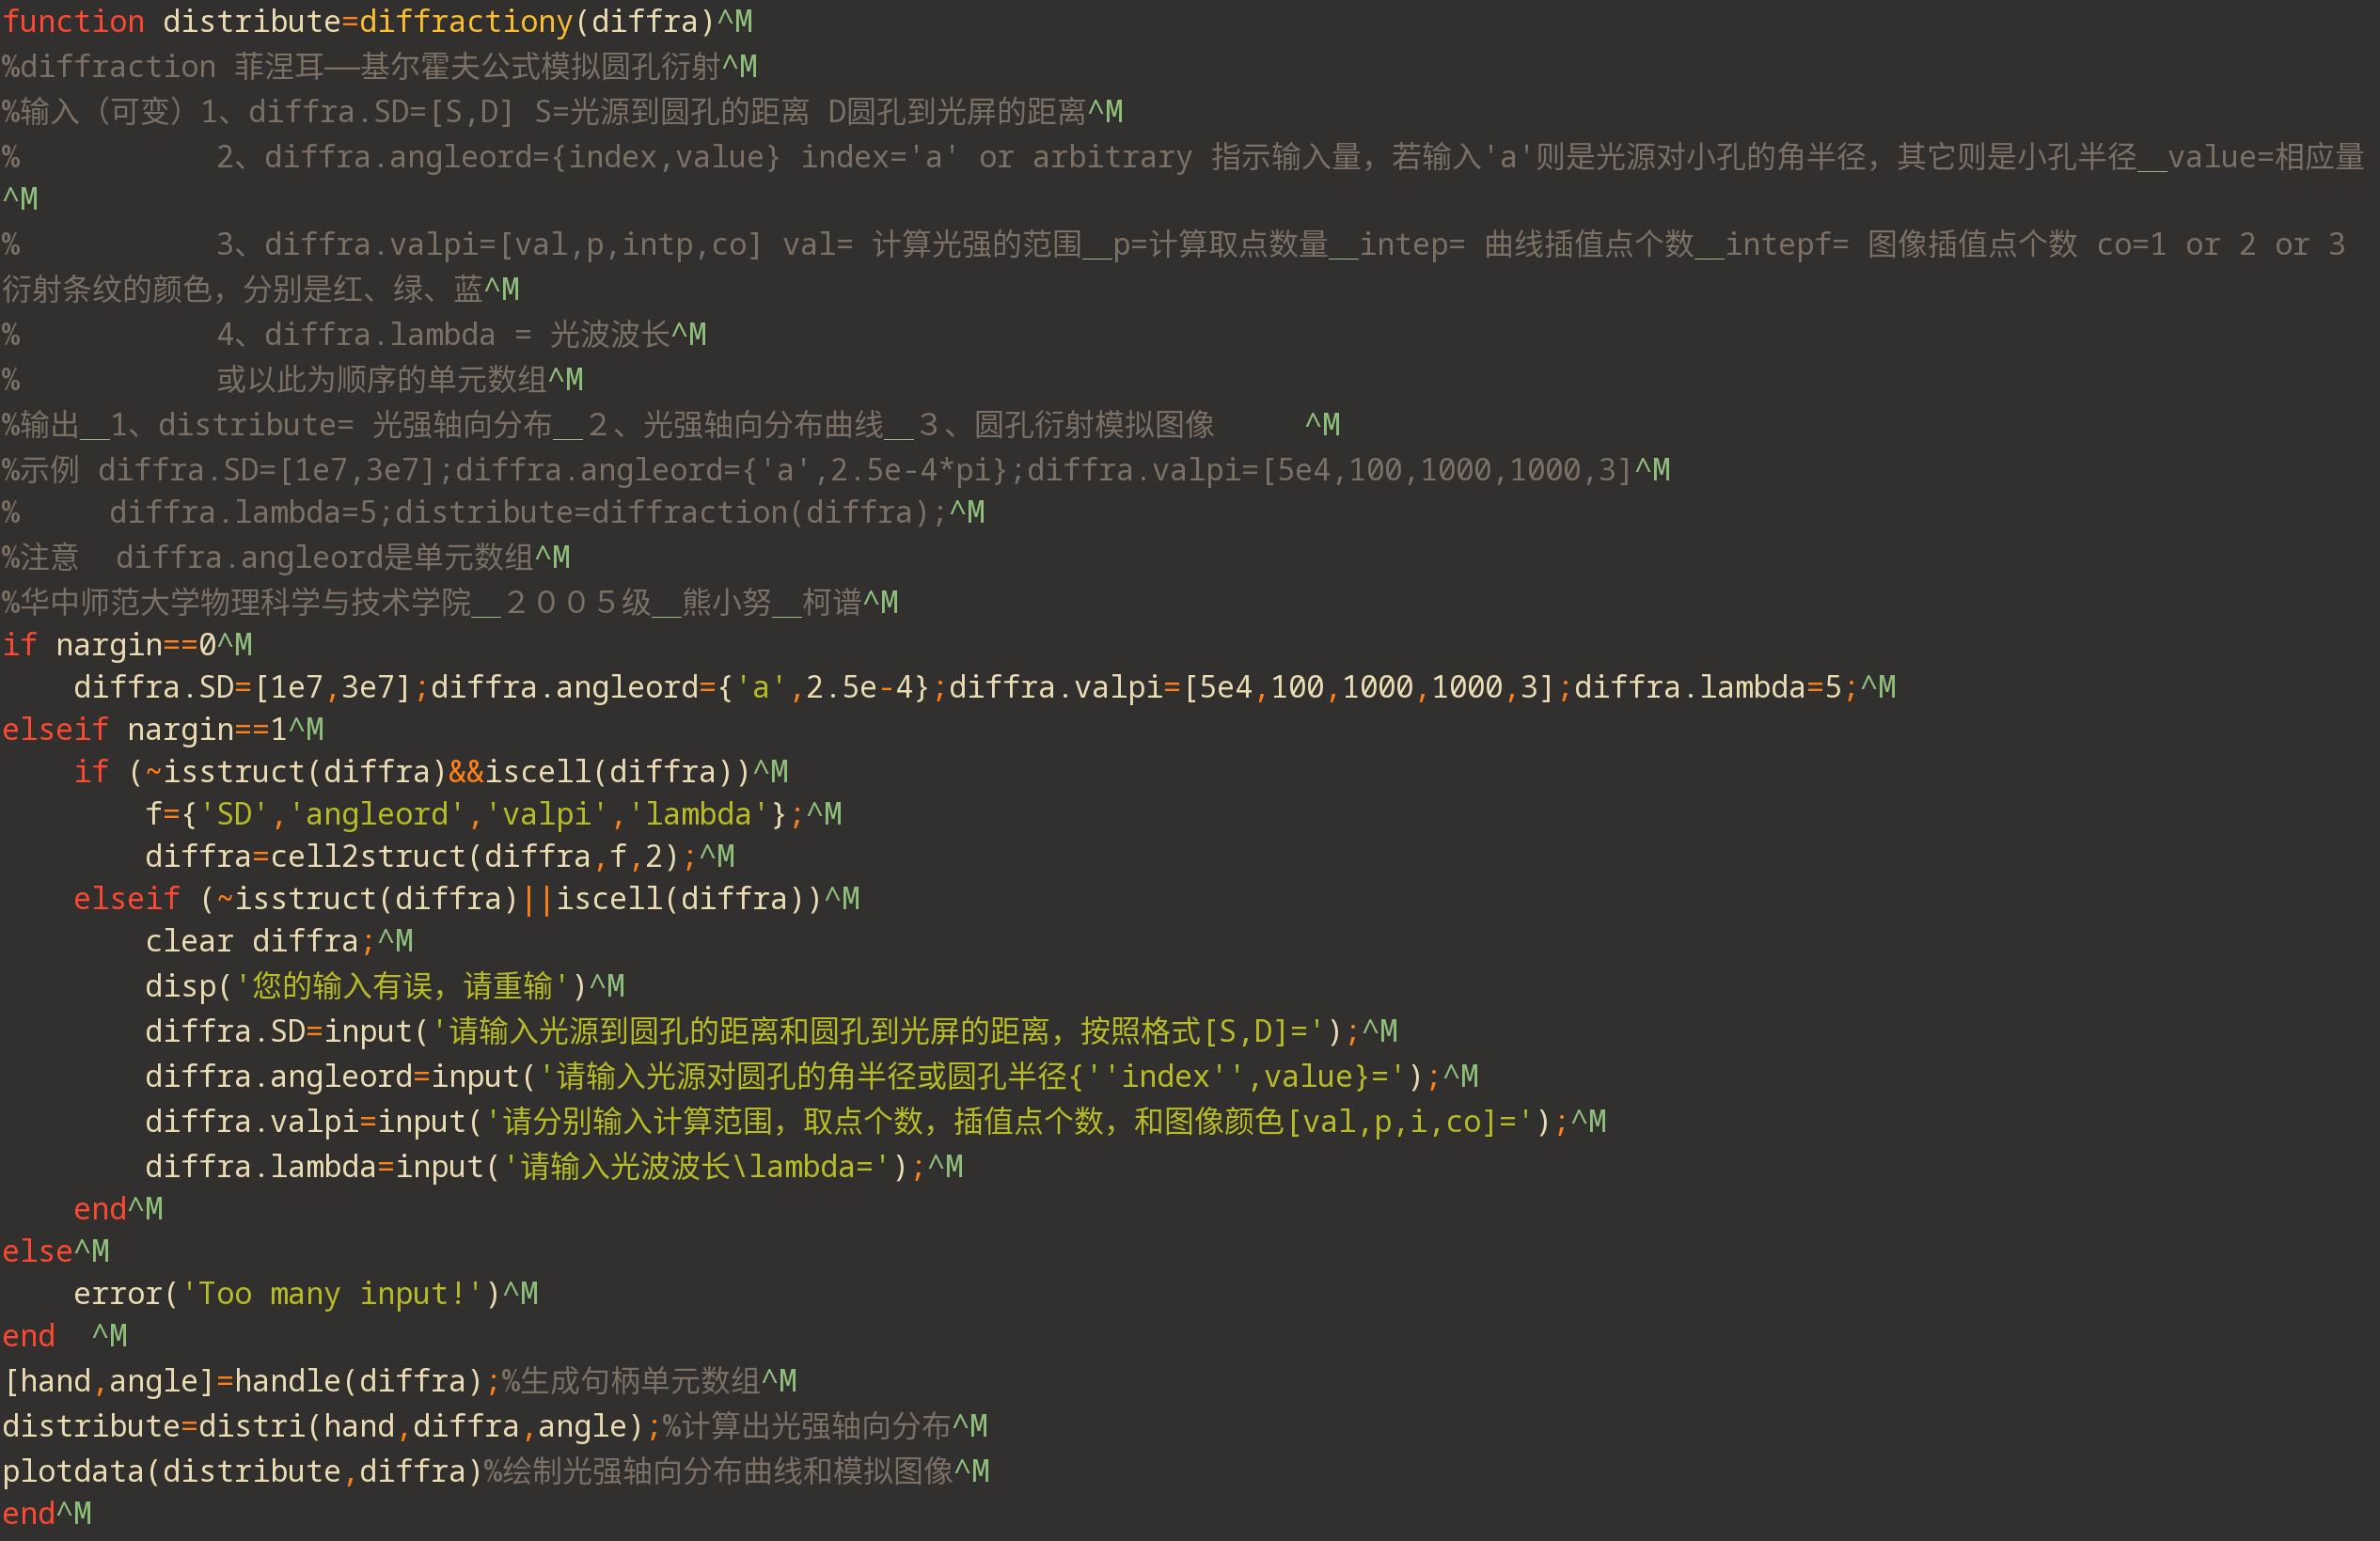 function distribute=diffractiony(diffra)^M
%diffraction 菲涅耳——基尔霍夫公式模拟圆孔衍射^M
%输入（可变）1、diffra.SD=[S,D] S=光源到圆孔的距离 D圆孔到光屏的距离^M
%           2、diffra.angleord={index,value} index='a' or arbitrary 指示输入量，若输入'a'则是光源对小孔的角半径，其它则是小孔半径__value=相应量
^M
%           3、diffra.valpi=[val,p,intp,co] val= 计算光强的范围__p=计算取点数量__intep= 曲线插值点个数__intepf= 图像插值点个数 co=1 or 2 or 3
衍射条纹的颜色，分别是红、绿、蓝^M
%           4、diffra.lambda = 光波波长^M
%           或以此为顺序的单元数组^M
%输出__1、distribute= 光强轴向分布__２、光强轴向分布曲线__３、圆孔衍射模拟图像     ^M
%示例 diffra.SD=[1e7,3e7];diffra.angleord={'a',2.5e-4*pi};diffra.valpi=[5e4,100,1000,1000,3]^M
%     diffra.lambda=5;distribute=diffraction(diffra);^M
%注意  diffra.angleord是单元数组^M
%华中师范大学物理科学与技术学院__２００５级__熊小努__柯谱^M
if nargin==0^M
    diffra.SD=[1e7,3e7];diffra.angleord={'a',2.5e-4};diffra.valpi=[5e4,100,1000,1000,3];diffra.lambda=5;^M
elseif nargin==1^M
    if (~isstruct(diffra)&&iscell(diffra))^M
        f={'SD','angleord','valpi','lambda'};^M
        diffra=cell2struct(diffra,f,2);^M
    elseif (~isstruct(diffra)||iscell(diffra))^M
        clear diffra;^M
        disp('您的输入有误，请重输')^M
        diffra.SD=input('请输入光源到圆孔的距离和圆孔到光屏的距离，按照格式[S,D]=');^M
        diffra.angleord=input('请输入光源对圆孔的角半径或圆孔半径{''index'',value}=');^M
        diffra.valpi=input('请分别输入计算范围，取点个数，插值点个数，和图像颜色[val,p,i,co]=');^M
        diffra.lambda=input('请输入光波波长\lambda=');^M
    end^M
else^M
    error('Too many input!')^M
end  ^M
[hand,angle]=handle(diffra);%生成句柄单元数组^M
distribute=distri(hand,diffra,angle);%计算出光强轴向分布^M
plotdata(distribute,diffra)%绘制光强轴向分布曲线和模拟图像^M
end^M